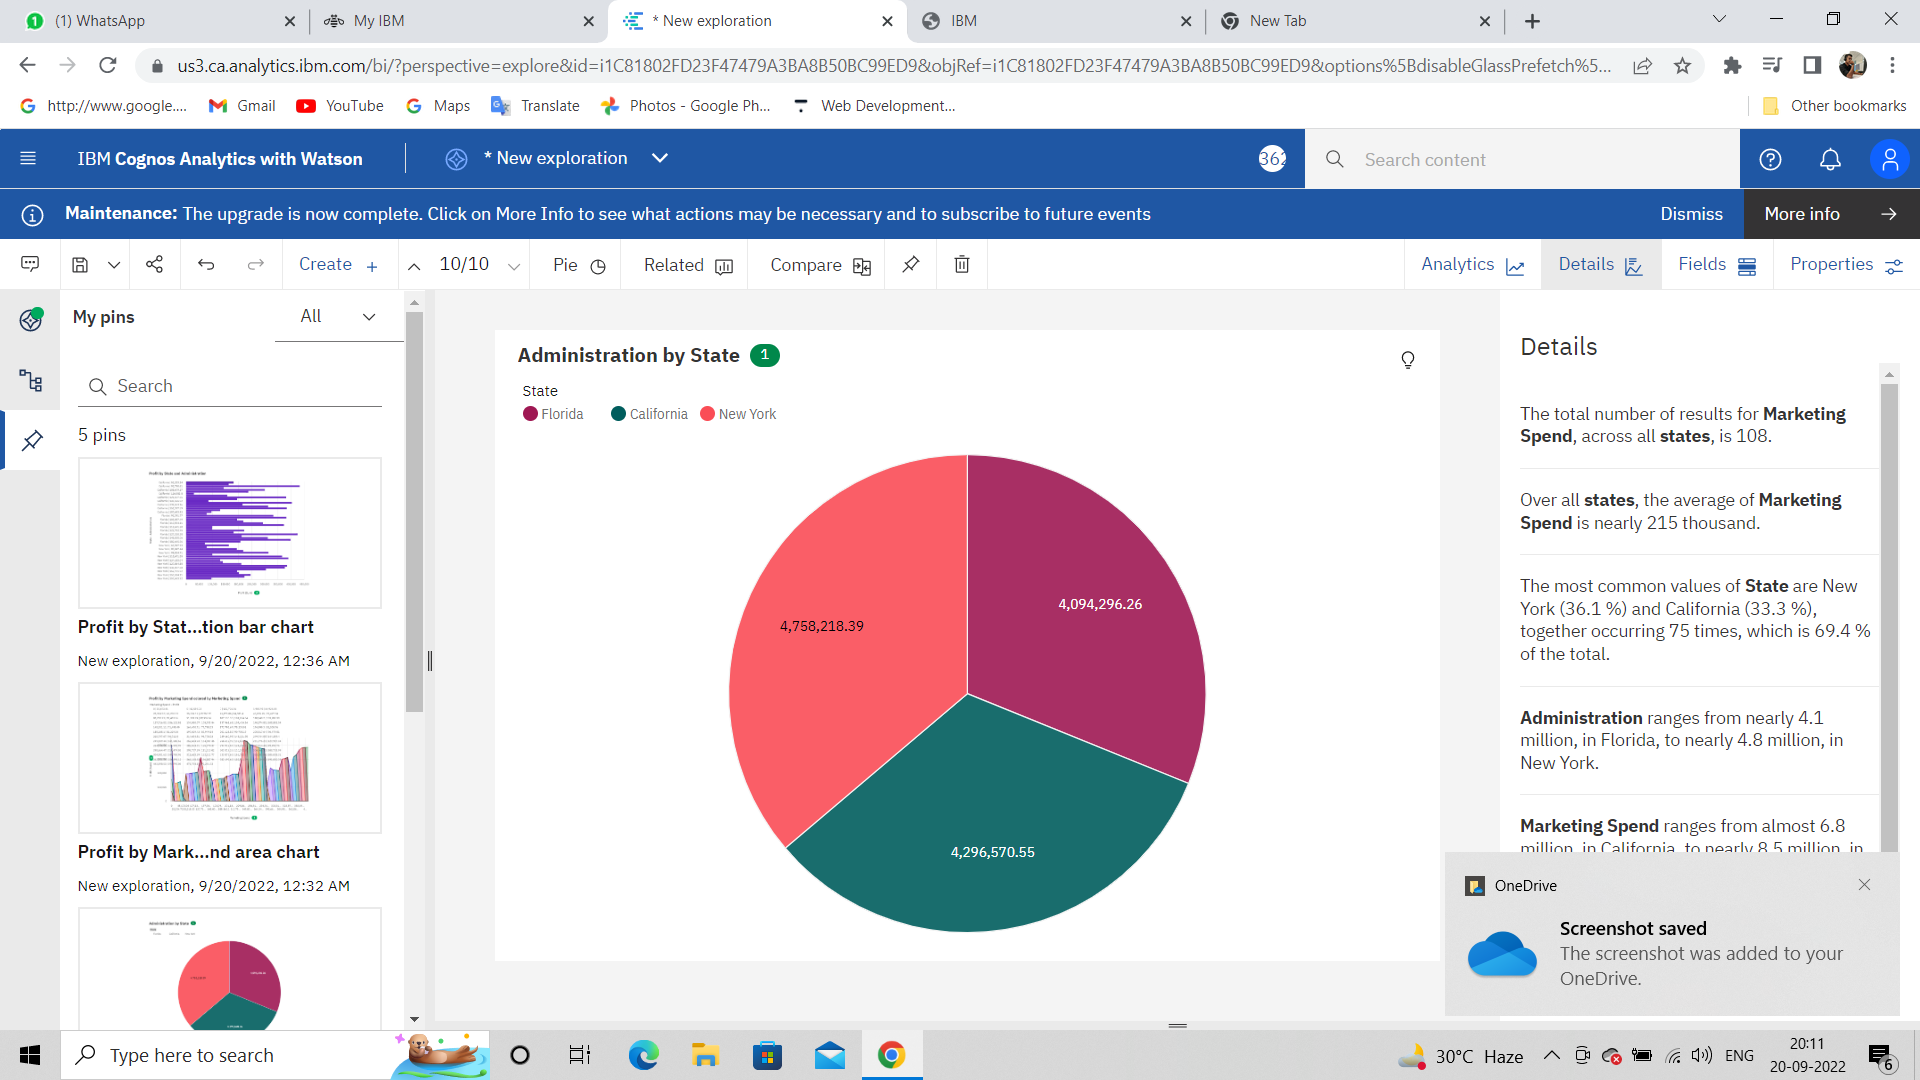 (1) WhatsApp
My IBM
* New exploration
IBM
New Tab
us3.ca.analytics.ibm.com/bi/?perspective=explore&id=i1C81802FD23F47479A3BA8B50BC99ED9&objRef=i1C81802FD23F47479A3BA8B50BC99ED9&options%5BdisableGlassPrefetch%5...
http://www.google....
Gmail
YouTube
Maps
Translate
Photos - Google Ph...
Web Development...
Other bookmarks
IBM Cognos Analytics with Watson
* New exploration
362
Search content
Maintenance: The upgrade is now complete. Click on More Info to see what actions may be necessary and to subscribe to future events
Dismiss
More info
Create
10/10
Pie
Related
Compare
Analytics
Details
Fields
Properties
My pins
All
Search
5 pins
Profit by Stat...tion bar chart
New exploration, 9/20/2022, 12:36 AM
Profit by Mark...nd area chart
New exploration, 9/20/2022, 12:32 AM
Administration by State 1
State
Florida
California
New York
4,094,296.26
4,758,218.39
4,296,570.55
Details
The total number of results for Marketing
Spend, across all states, is 108.
Over all states, the average of Marketing
Spend is nearly 215 thousand.
The most common values of State are New
York (36.1 %) and California (33.3 %),
together occurring 75 times, which is 69.4 %
of the total.
Administration ranges from nearly 4.1
million, in Florida, to nearly 4.8 million, in
New York.
Marketing Spend ranges from almost 6.8
million, in California, to nearly 8.5 million, in
OneDrive
Screenshot saved
The screenshot was added to your
OneDrive.
Type here to search
30°C Haze
ENG
20:11
20-09-2022
6